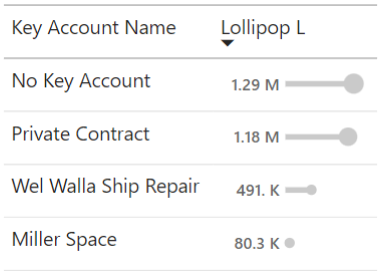 Key Account Name Lollipop L
No Key Account 1.29 M
Private Contract 1.18 M
Wel Walla Ship Repair 491. K
Miller Space 80.3 K